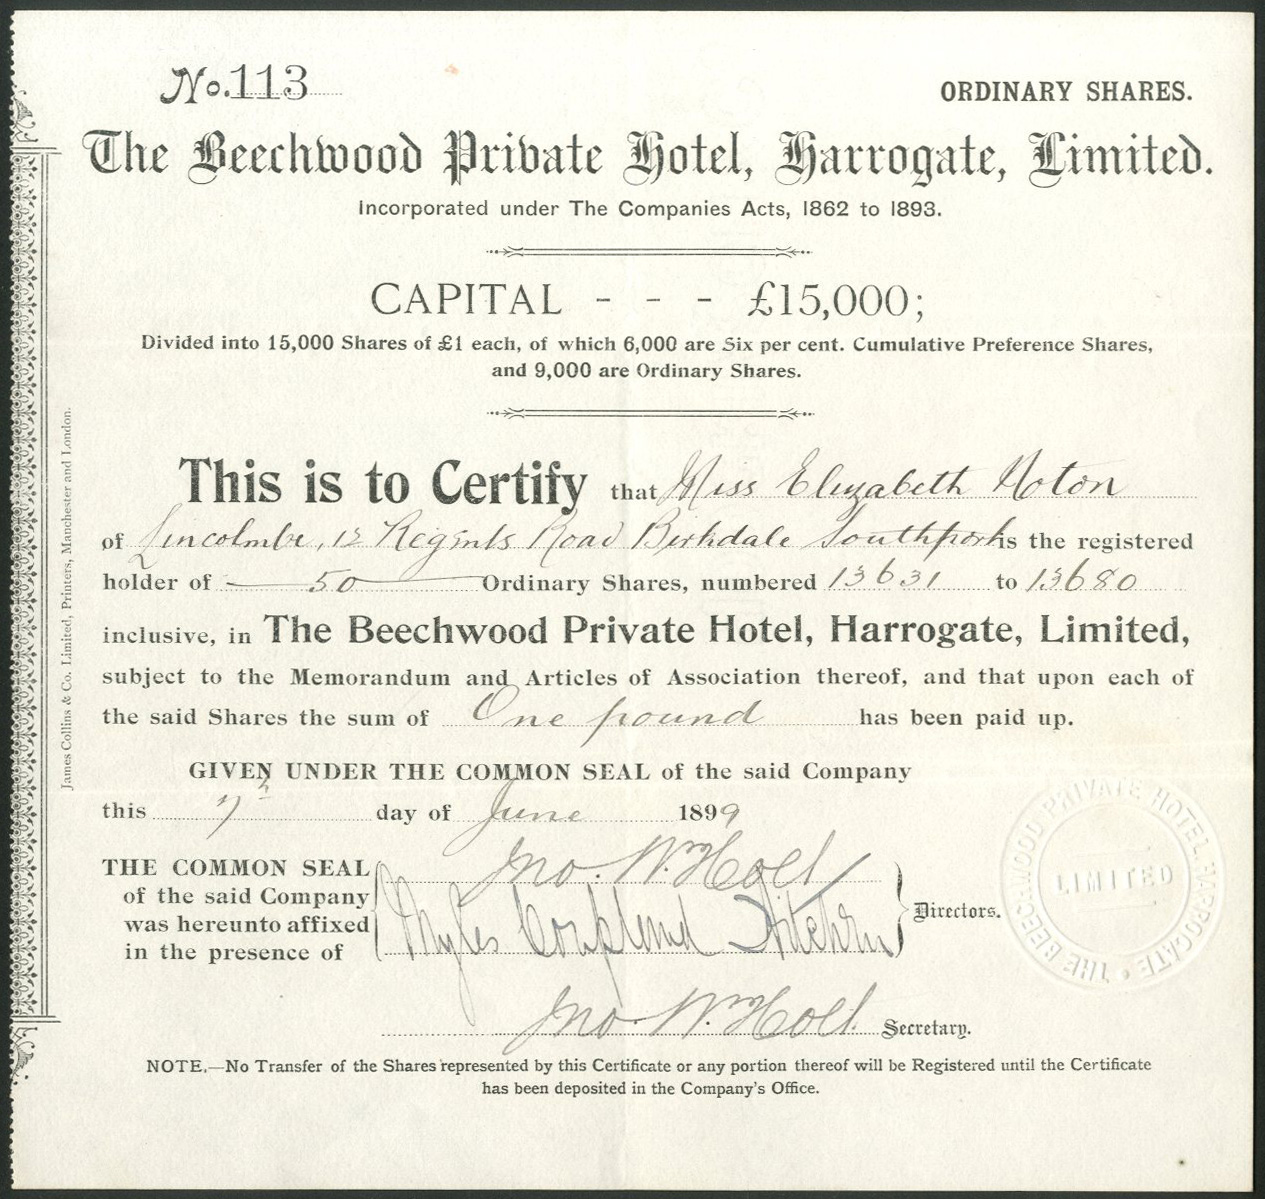 No. 113
ORDINARY SHARES.
The Beechwood Private Hotel, Harrogate, Limited.
Incorporated under The Companies Acts, 1862 to 1893.
CAPITAL - - - £15,000;
Divided into 15,000 Shares of £1 each, of which 6,000 are Six per cent. Cumulative Preference Shares,
and 9,000 are Ordinary Shares.
This is to Certify that Miss Elizabeth Noton
of Lincolmbe, 12 Regents Road Birkdale Southport is the registered
holder of 50 Ordinary Shares, numbered 13631 to 13680
inclusive, in The Beechwood Private Hotel, Harrogate, Limited,
subject to the Memorandum and Articles of Association thereof, and that upon each of
the said Shares the sum of One pound has been paid up.
GIVEN UNDER THE COMMON SEAL of the said Company
this 7th day of June 1899
THE COMMON SEAL
of the said Company
was hereunto affixed
in the presence of
Jno. Wm Holt
Myles Coupland
Directors.
Jno. Wm Holt Secretary.
NOTE.—No Transfer of the Shares represented by this Certificate or any portion thereof will be Registered until the Certificate
has been deposited in the Company's Office.
James Collins & Co. Limited, Printers, Manchester and London.
THE BEECHWOOD PRIVATE HOTEL, HARROGATE
LIMITED